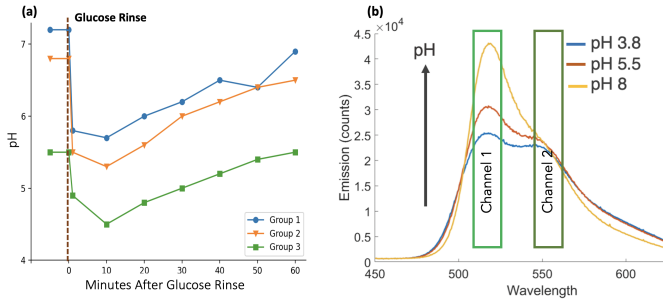 (a)
Glucose Rinse
pH
7
6
5
4
0
10
20
30
40
50
60
Minutes After Glucose Rinse
Group 1
Group 2
Group 3
(b)
4.5 ×10⁴
4
3.5
3
2.5
2
1.5
1
0.5
0
Emission (counts)
pH
Channel 1
Channel 2
pH 3.8
pH 5.5
pH 8
450
500
550
600
Wavelength